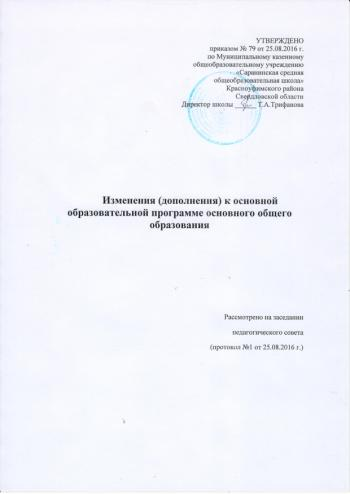 УТВЕРЖДЕНО
приказом № 79 от 25.08.2016 г.
по Муниципальному казенному
общеобразовательному учреждению
«Саранинская средняя
общеобразовательная школа»
Красноуфимского района
Свердловской области
Директор школы ______ Т.А.Трифанова
Изменения (дополнения) к основной
образовательной программе основного общего
образования
Рассмотрено на заседании
педагогического совета
(протокол №1 от 25.08.2016 г.)